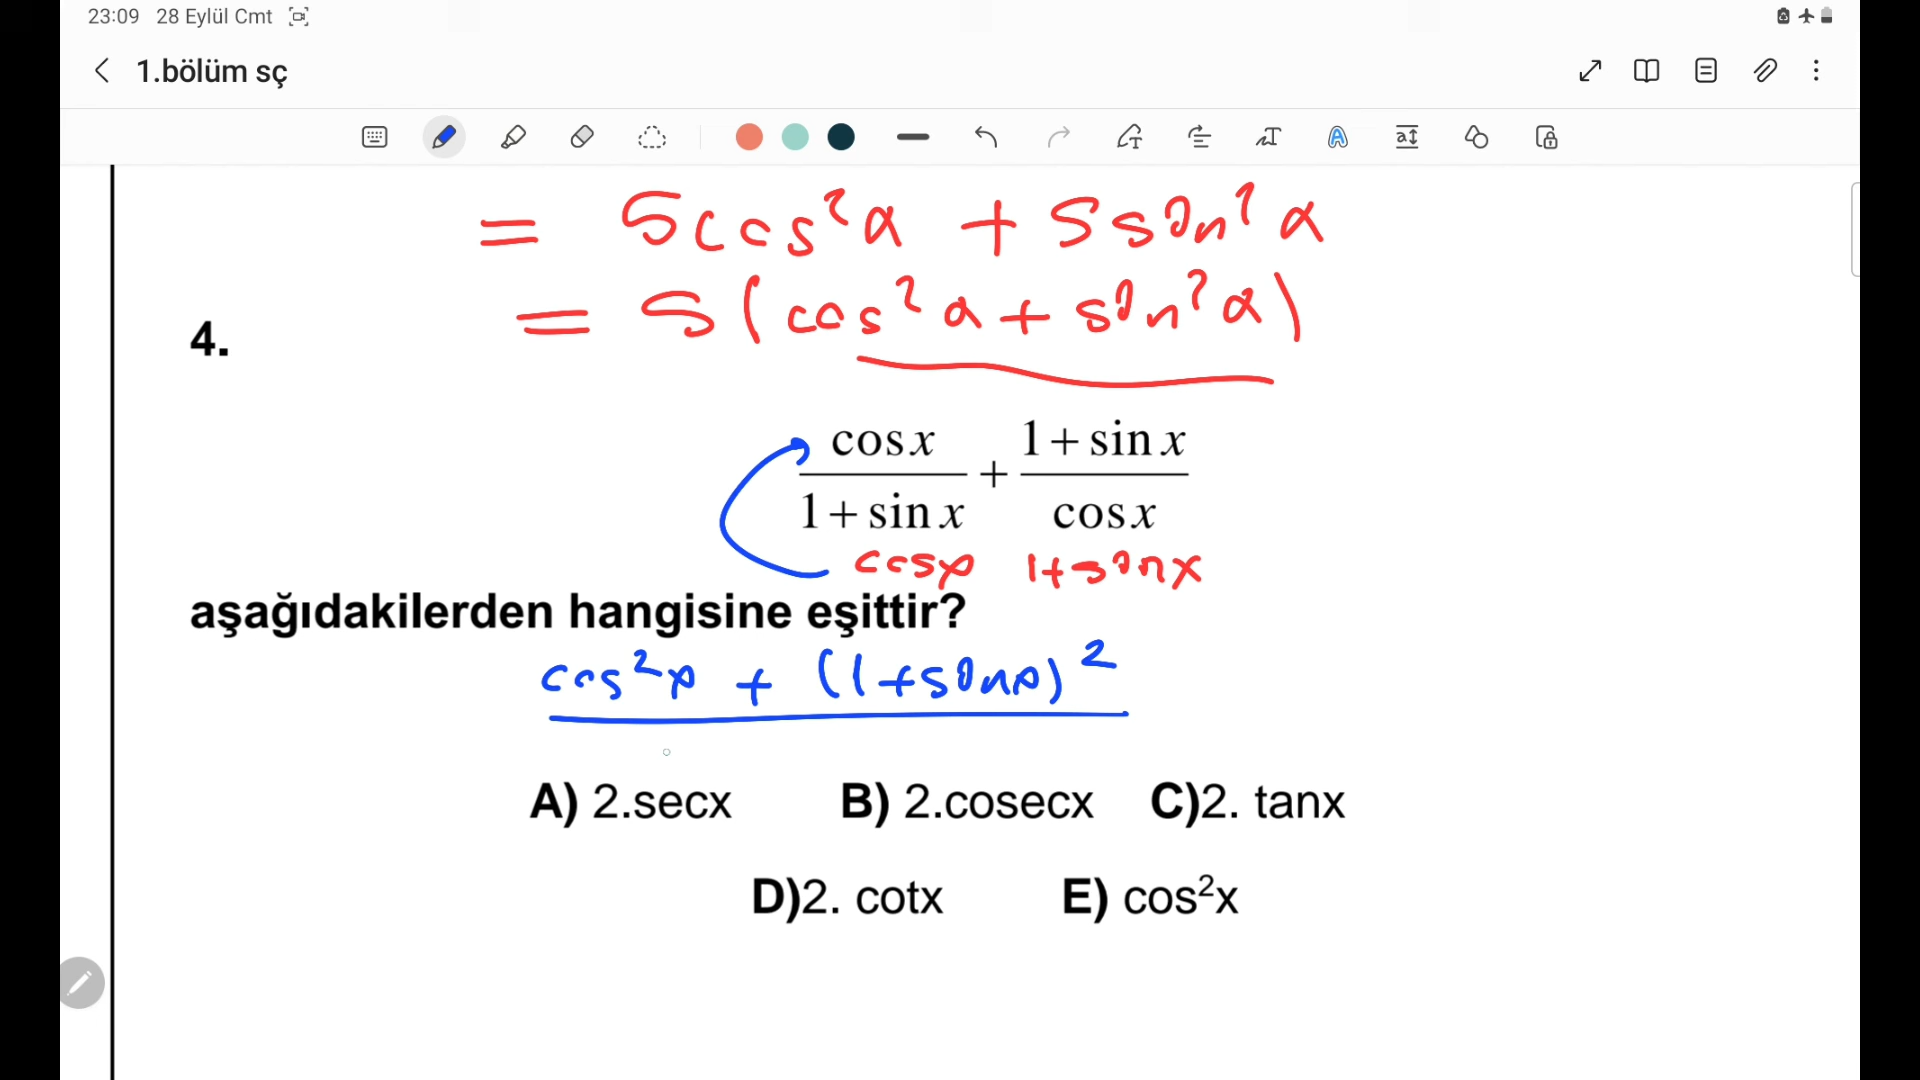 23:09 28 Eylül Cmt
1.bölüm sç
= 5cos²α + 5sin²α
= 5(cos²α + sin²α)
4.
cosx/(1+sinx) + (1+sinx)/cosx
cosx 1+sinx
aşağıdakilerden hangisine eşittir?
cos²x + (1+sinx)²
A) 2.secx B) 2.cosecx C)2. tanx
D)2. cotx E) cos²x